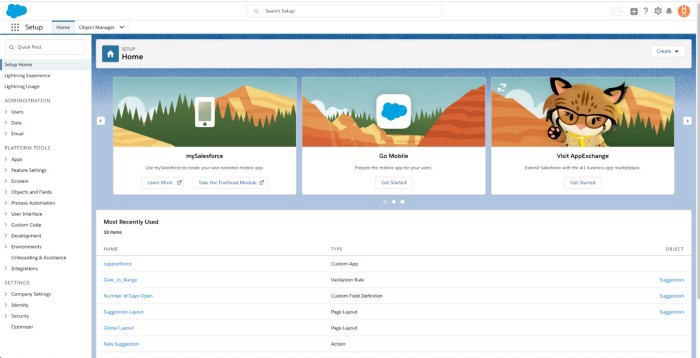 Search Setup
Setup
Home
Object Manager
Quick Find
Setup Home
Lightning Experience
Lightning Usage
ADMINISTRATION
Users
Data
Email
PLATFORM TOOLS
Apps
Feature Settings
Einstein
Objects and Fields
Process Automation
User Interface
Custom Code
Development
Environments
Onboarding & Assistance
Integrations
SETTINGS
Company Settings
Identity
Security
Optimizer
SETUP
Home
Create
mySalesforce
Use mySalesforce to create your own branded mobile app.
Learn More
Take the Trailhead Module
Go Mobile
Prepare the mobile app for your users.
Get Started
Visit AppExchange
Extend Salesforce with the #1 business app marketplace.
Get Started
Most Recently Used
10 items
NAME TYPE OBJECT
supportforce Custom App
Date_in_Range Validation Rule Suggestion
Number of Days Open Custom Field Definition Suggestion
Suggestion Layout Page Layout Suggestion
Global Layout Page Layout
New Suggestion Action